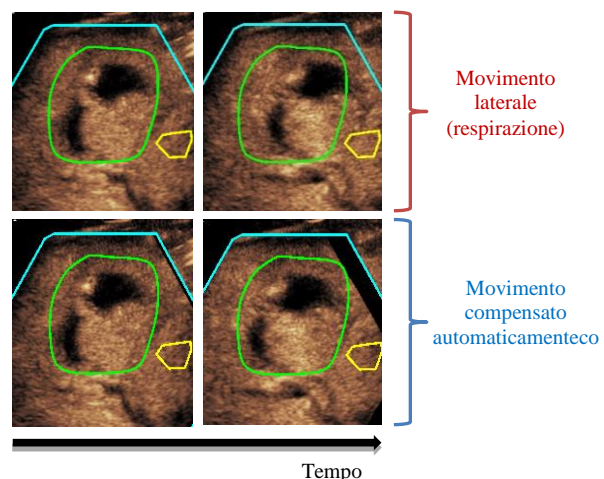 Movimento
laterale
(respirazione)
Movimento
compensato
automaticamenteco
Tempo